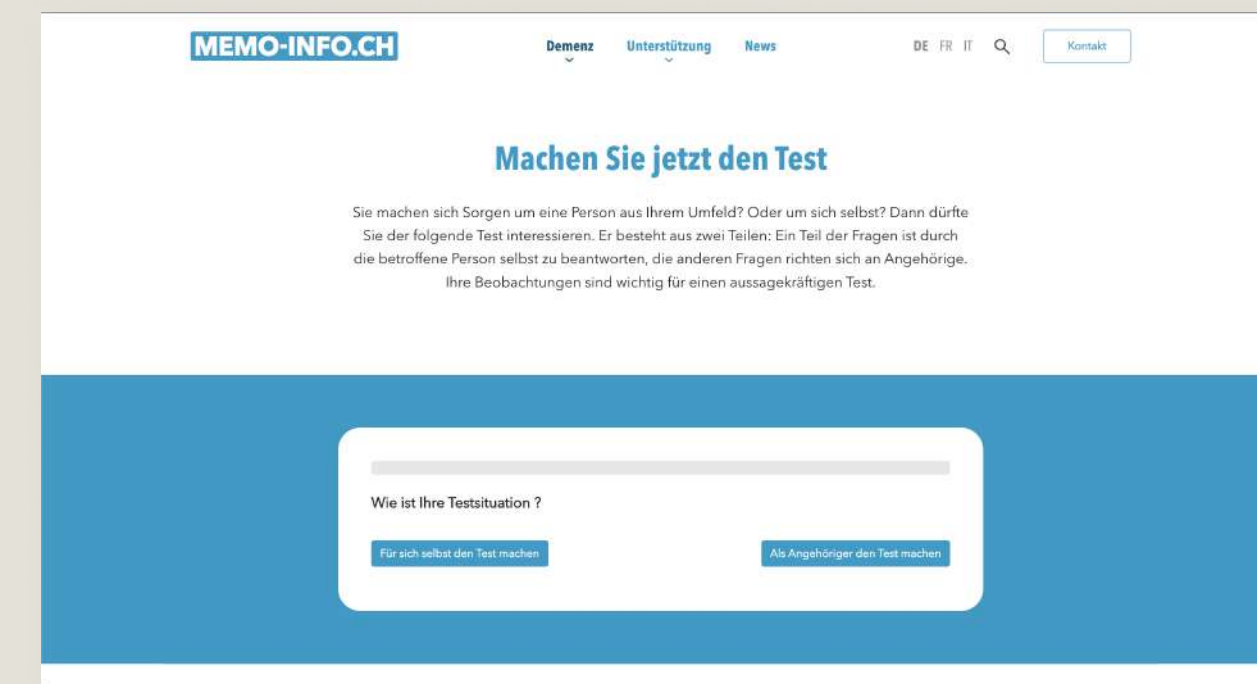 MEMO-INFO.CH
Demenz Unterstützung News
DE FR IT
Kontakt
Machen Sie jetzt den Test
Sie machen sich Sorgen um eine Person aus Ihrem Umfeld? Oder um sich selbst? Dann dürfte
Sie der folgende Test interessieren. Er besteht aus zwei Teilen: Ein Teil der Fragen ist durch
die betroffene Person selbst zu beantworten, die anderen Fragen richten sich an Angehörige.
Ihre Beobachtungen sind wichtig für einen aussagekräftigen Test.
Wie ist Ihre Testsituation ?
Für sich selbst den Test machen
Als Angehöriger den Test machen